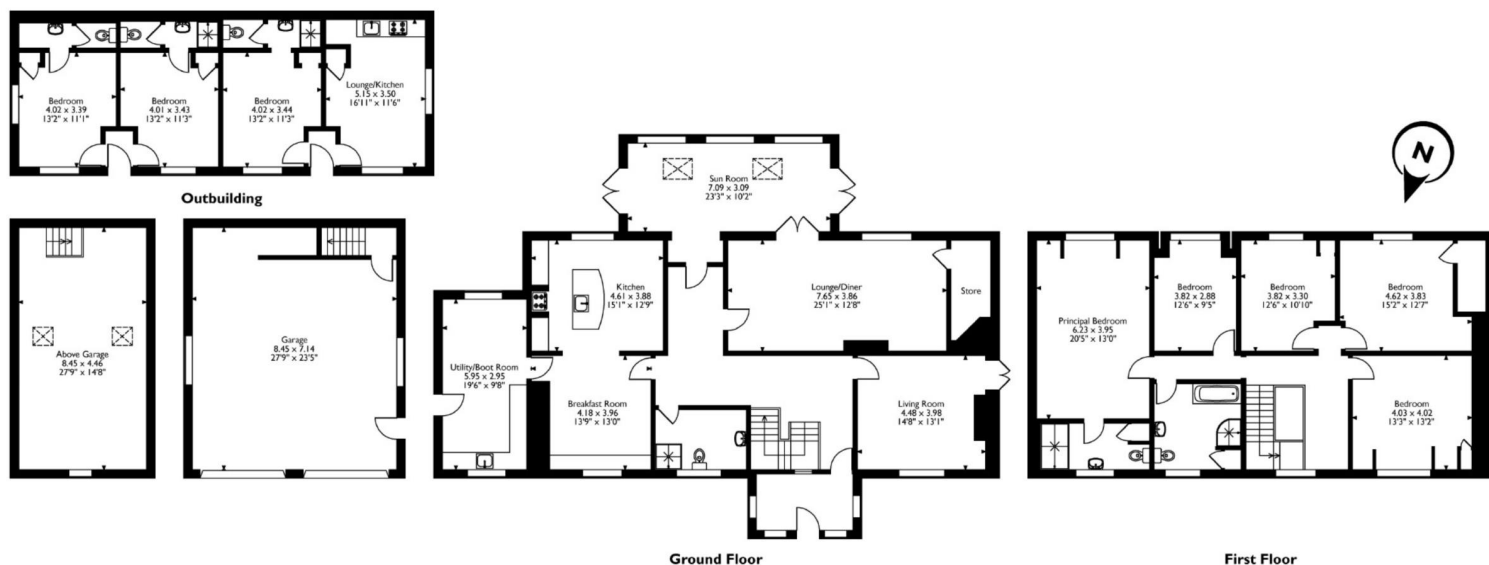 Bedroom
4.02 x 3.39
13'2" x 11'1"
Bedroom
4.01 x 3.43
13'2" x 11'3"
Bedroom
4.02 x 3.44
13'2" x 11'3"
Lounge/Kitchen
5.15 x 3.50
16'11" x 11'6"
Outbuilding
N
Above Garage
8.45 x 4.46
27'9" x 14'8"
Garage
8.45 x 7.14
27'9" x 23'5"
Sun Room
7.09 x 3.09
23'3" x 10'2"
Kitchen
4.61 x 3.88
15'1" x 12'9"
Lounge/Diner
7.65 x 3.86
25'1" x 12'8"
Store
Utility/Boot Room
5.95 x 2.95
19'6" x 9'8"
Breakfast Room
4.18 x 3.96
13'9" x 13'0"
Living Room
4.48 x 3.98
14'8" x 13'1"
Ground Floor
Principal Bedroom
6.23 x 3.95
20'5" x 13'0"
Bedroom
3.82 x 2.88
12'6" x 9'5"
Bedroom
3.82 x 3.30
12'6" x 10'10"
Bedroom
4.62 x 3.83
15'2" x 12'7"
Bedroom
4.03 x 4.02
13'3" x 13'2"
First Floor